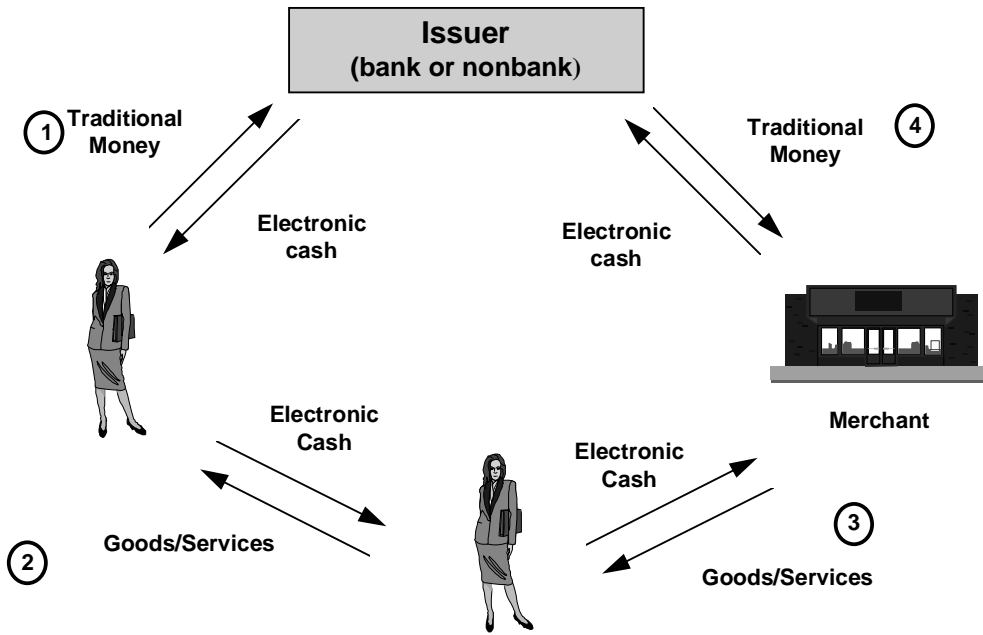 Issuer
(bank or nonbank)
1
Traditional
Money
Traditional
Money
4
Electronic
cash
Electronic
cash
Merchant
Electronic
Cash
Electronic
Cash
2
Goods/Services
3
Goods/Services